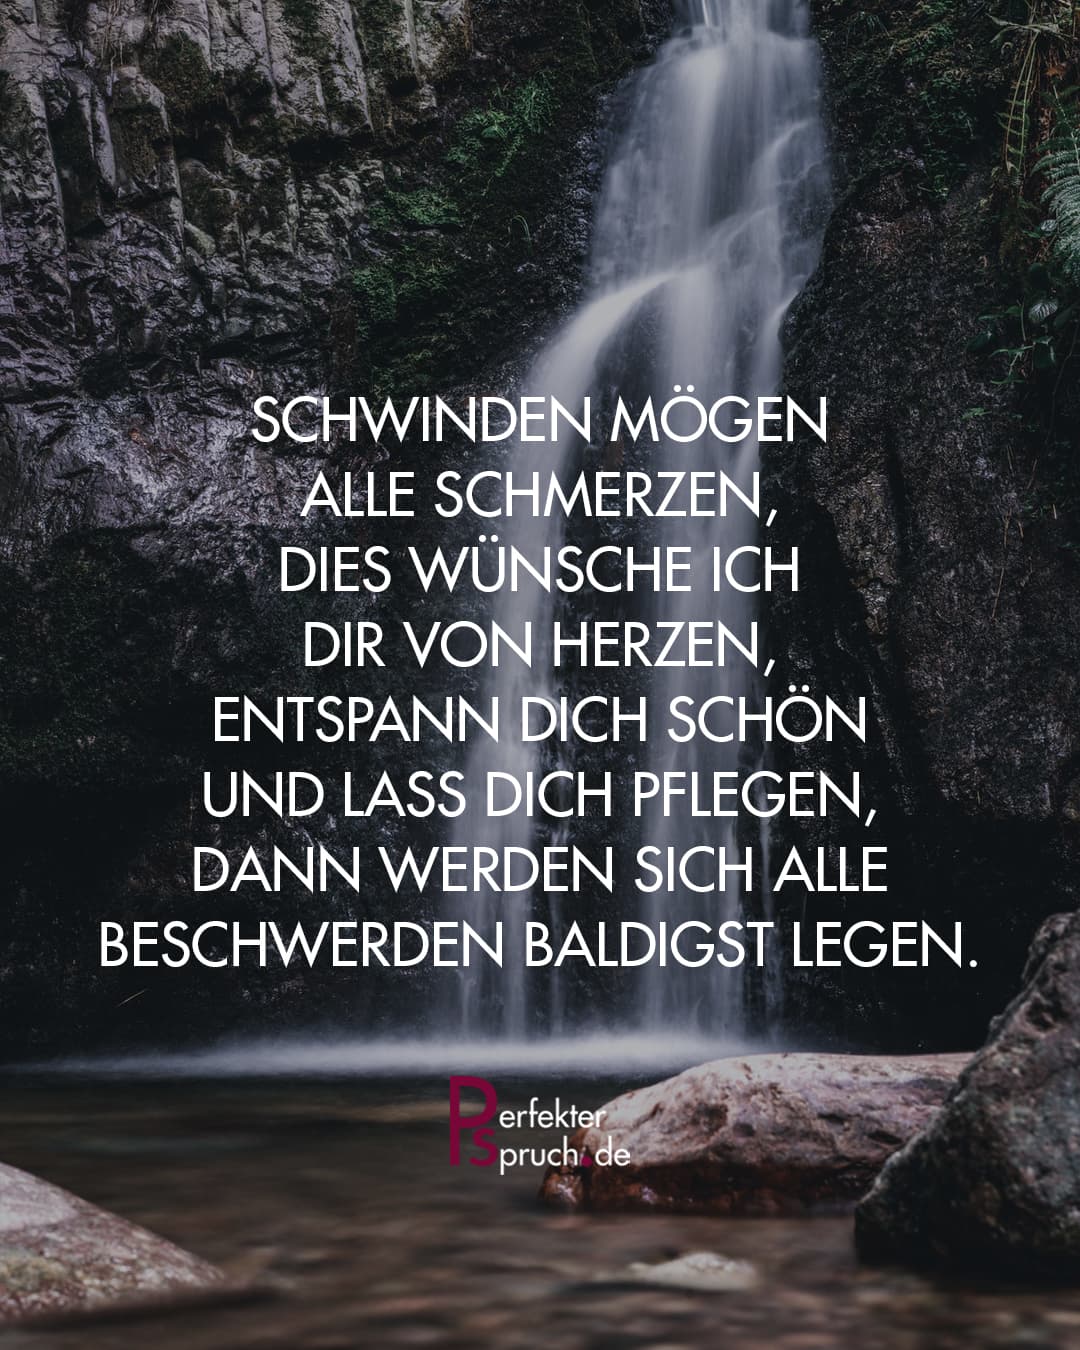 SCHWINDEN MÖGEN
ALLE SCHMERZEN,
DIES WÜNSCHE ICH
DIR VON HERZEN,
ENTSPANN DICH SCHÖN
UND LASS DICH PFLEGEN,
DANN WERDEN SICH ALLE
BESCHWERDEN BALDIGST LEGEN.
Perfekter
Spruch.de